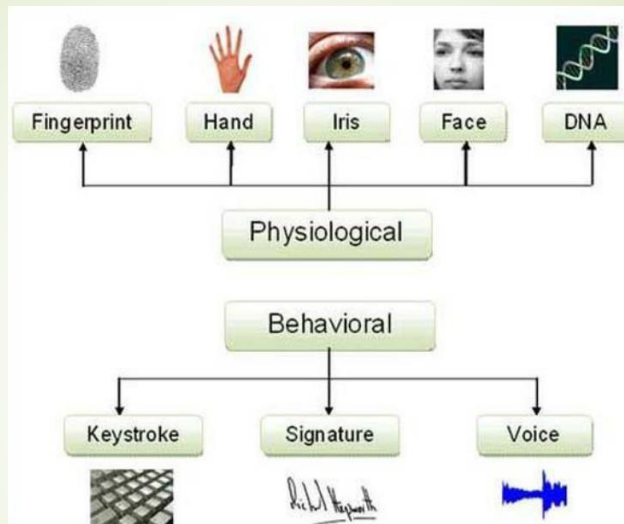 Fingerprint Hand Iris Face DNA
Physiological
Behavioral
Keystroke Signature Voice